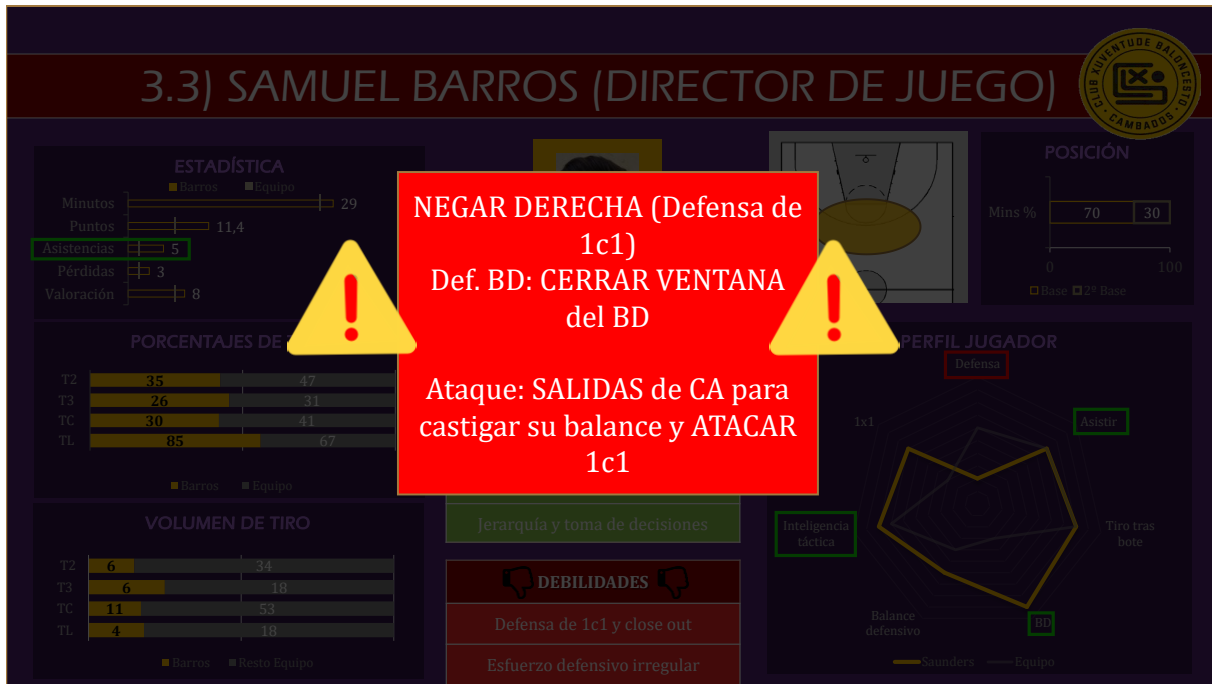 3.3) SAMUEL BARROS (DIRECTOR DE JUEGO)
CLUB XUVENTUDE BALONCESTO
CAMBADOS
ESTADÍSTICA
Barros Equipo
Minutos 29
Puntos 11,4
Asistencias 5
Pérdidas 3
Valoración 8
POSICIÓN
Mins % 70 30
0 100
Base 2º Base
NEGAR DERECHA (Defensa de
1c1)
Def. BD: CERRAR VENTANA
del BD
Ataque: SALIDAS de CA para
castigar su balance y ATACAR
1c1
PORCENTAJES DE
T2 35 47
T3 26 31
TC 30 41
TL 85 67
Barros Equipo
VOLUMEN DE TIRO
T2 6 34
T3 6 18
TC 11 53
TL 4 18
Barros Resto Equipo
Jerarquía y toma de decisiones
DEBILIDADES
Defensa de 1c1 y close out
Esfuerzo defensivo irregular
PERFIL JUGADOR
Defensa
Asistir
Tiro tras
bote
BD
Balance
defensivo
Inteligencia
táctica
1x1
Saunders Equipo